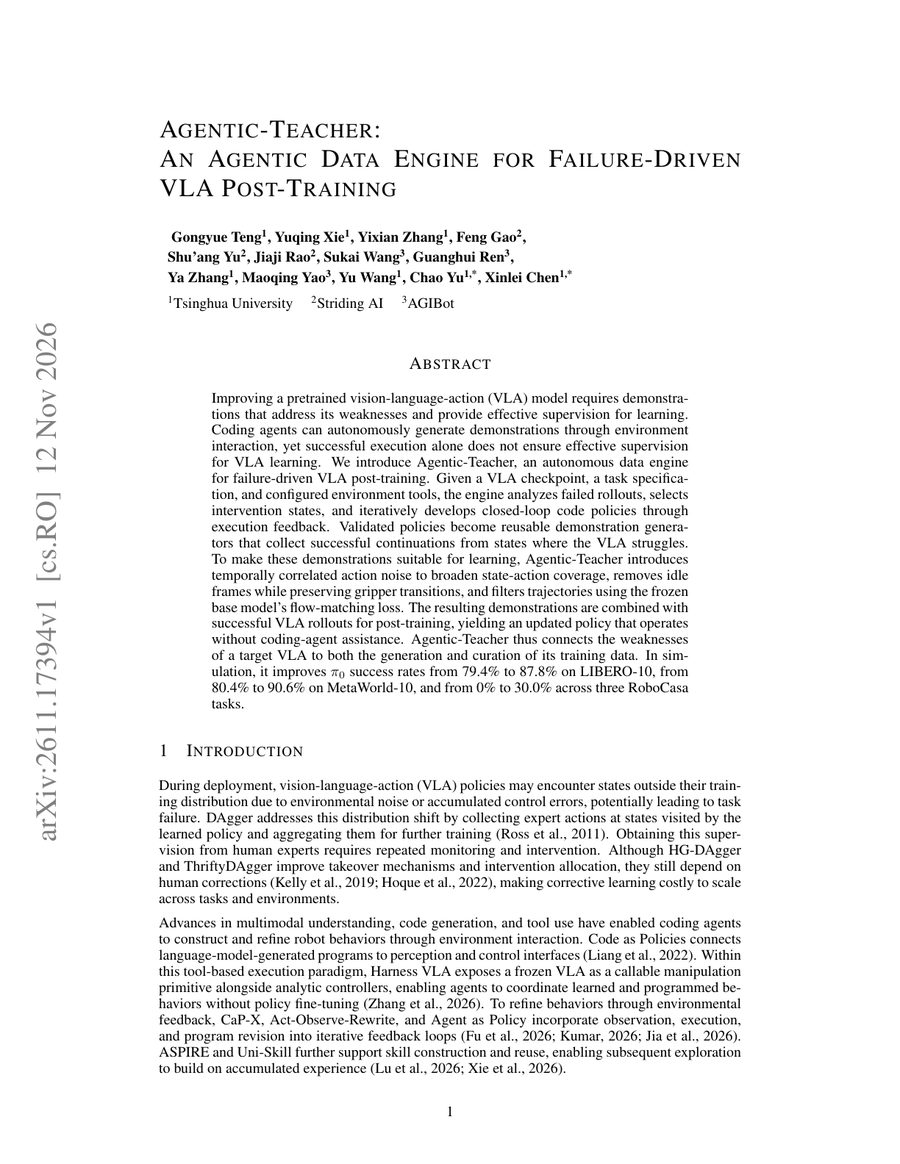 AGENTIC-TEACHER:
AN AGENTIC DATA ENGINE FOR FAILURE-DRIVEN
VLA POST-TRAINING
Gongyue Teng1, Yuqing Xie1, Yixian Zhang1, Feng Gao2,
Shu'ang Yu2, Jiaji Rao2, Sukai Wang3, Guanghui Ren3,
Ya Zhang1, Maoqing Yao3, Yu Wang1, Chao Yu1,*, Xinlei Chen1,*
1Tsinghua University 2Striding AI 3AGIBot
arXiv:2611.17394v1 [cs.RO] 12 Nov 2026
ABSTRACT
Improving a pretrained vision-language-action (VLA) model requires demonstra-
tions that address its weaknesses and provide effective supervision for learning.
Coding agents can autonomously generate demonstrations through environment
interaction, yet successful execution alone does not ensure effective supervision
for VLA learning. We introduce Agentic-Teacher, an autonomous data engine
for failure-driven VLA post-training. Given a VLA checkpoint, a task specifica-
tion, and configured environment tools, the engine analyzes failed rollouts, selects
intervention states, and iteratively develops closed-loop code policies through
execution feedback. Validated policies become reusable demonstration genera-
tors that collect successful continuations from states where the VLA struggles.
To make these demonstrations suitable for learning, Agentic-Teacher introduces
temporally correlated action noise to broaden state-action coverage, removes idle
frames while preserving gripper transitions, and filters trajectories using the frozen
base model's flow-matching loss. The resulting demonstrations are combined with
successful VLA rollouts for post-training, yielding an updated policy that operates
without coding-agent assistance. Agentic-Teacher thus connects the weaknesses
of a target VLA to both the generation and curation of its training data. In sim-
ulation, it improves π0 success rates from 79.4% to 87.8% on LIBERO-10, from
80.4% to 90.6% on MetaWorld-10, and from 0% to 30.0% across three RoboCasa
tasks.
1 INTRODUCTION
During deployment, vision-language-action (VLA) policies may encounter states outside their train-
ing distribution due to environmental noise or accumulated control errors, potentially leading to task
failure. DAgger addresses this distribution shift by collecting expert actions at states visited by the
learned policy and aggregating them for further training (Ross et al., 2011). Obtaining this super-
vision from human experts requires repeated monitoring and intervention. Although HG-DAgger
and ThriftyDAgger improve takeover mechanisms and intervention allocation, they still depend on
human corrections (Kelly et al., 2019; Hoque et al., 2022), making corrective learning costly to scale
across tasks and environments.
Advances in multimodal understanding, code generation, and tool use have enabled coding agents
to construct and refine robot behaviors through environment interaction. Code as Policies connects
language-model-generated programs to perception and control interfaces (Liang et al., 2022). Within
this tool-based execution paradigm, Harness VLA exposes a frozen VLA as a callable manipulation
primitive alongside analytic controllers, enabling agents to coordinate learned and programmed be-
haviors without policy fine-tuning (Zhang et al., 2026). To refine behaviors through environmental
feedback, CaP-X, Act-Observe-Rewrite, and Agent as Policy incorporate observation, execution,
and program revision into iterative feedback loops (Fu et al., 2026; Kumar, 2026; Jia et al., 2026).
ASPIRE and Uni-Skill further support skill construction and reuse, enabling subsequent exploration
to build on accumulated experience (Lu et al., 2026; Xie et al., 2026).
1